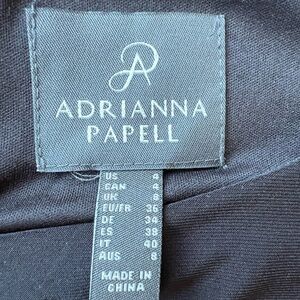 ADRIANNA
PAPELL
US 4
CAN 4
UK 8
EU/FR 36
DE 34
ES 38
IT 40
AUS 8
MADE IN
CHINA